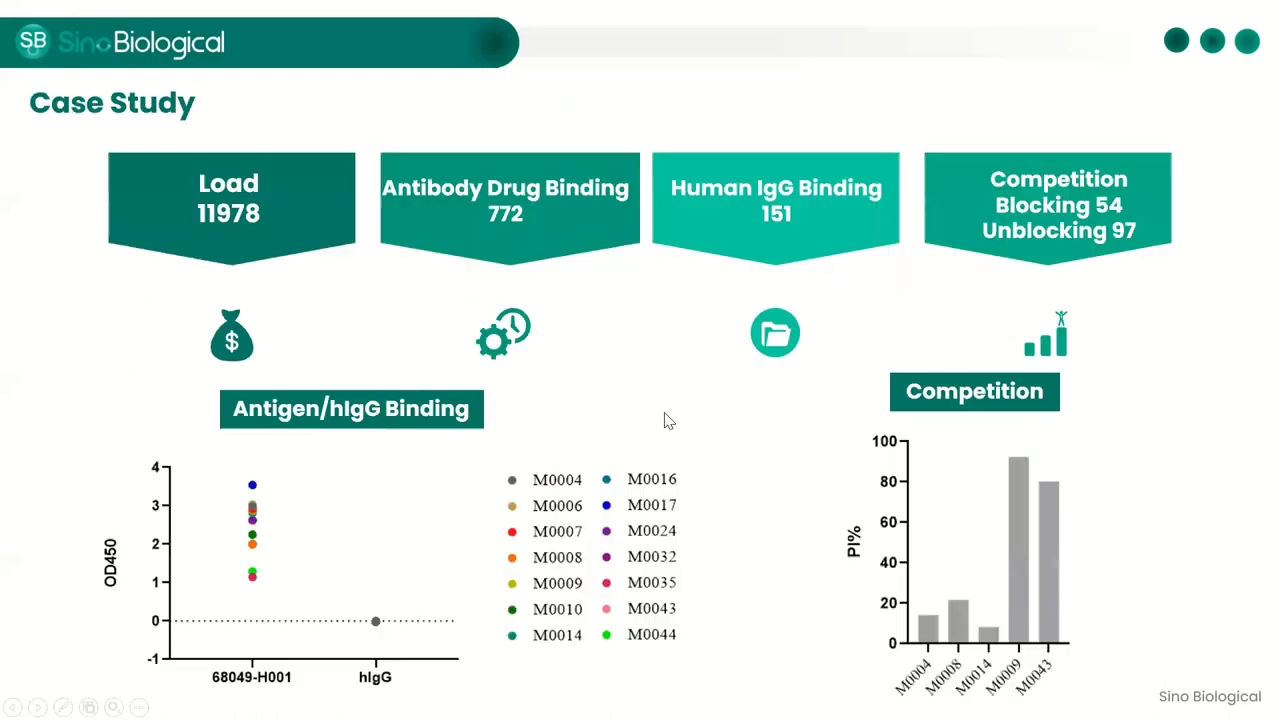 SB SinoBiological
Case Study
Load
11978
Antibody Drug Binding
772
Human IgG Binding
151
Competition
Blocking 54
Unblocking 97
$
Antigen/hIgG Binding
Competition
4
3
2
1
0
-1
OD450
68049-H001
hIgG
M0004
M0006
M0007
M0008
M0009
M0010
M0014
M0016
M0017
M0024
M0032
M0035
M0043
M0044
100
80
60
40
20
0
PI%
M0004
M0008
M0014
M0009
M0043
Sino Biological